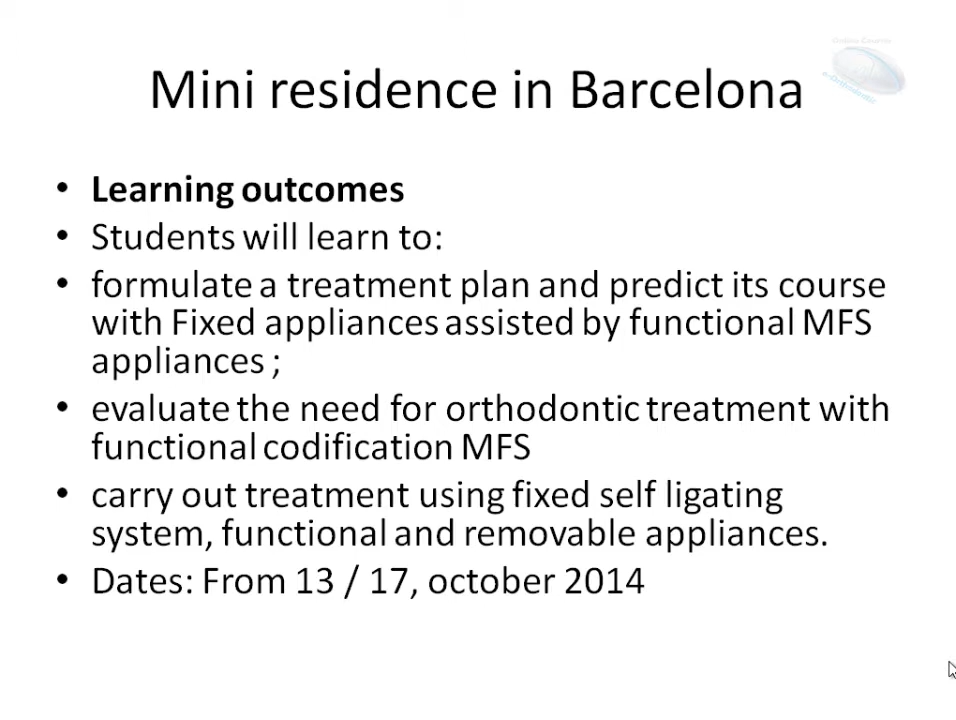 Mini residence in Barcelona
• Learning outcomes
• Students will learn to:
• formulate a treatment plan and predict its course
with Fixed appliances assisted by functional MFS
appliances ;
• evaluate the need for orthodontic treatment with
functional codification MFS
• carry out treatment using fixed self ligating
system, functional and removable appliances.
• Dates: From 13 / 17, october 2014